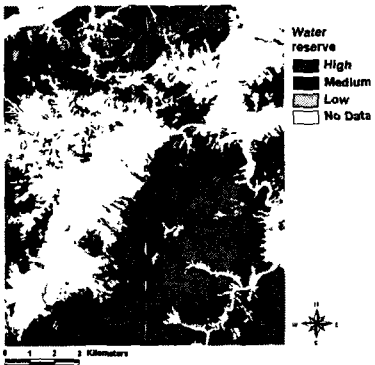 Water
reserve
High
Medium
Low
No Data
N
W E
S
0 1 2 3 Kilometers